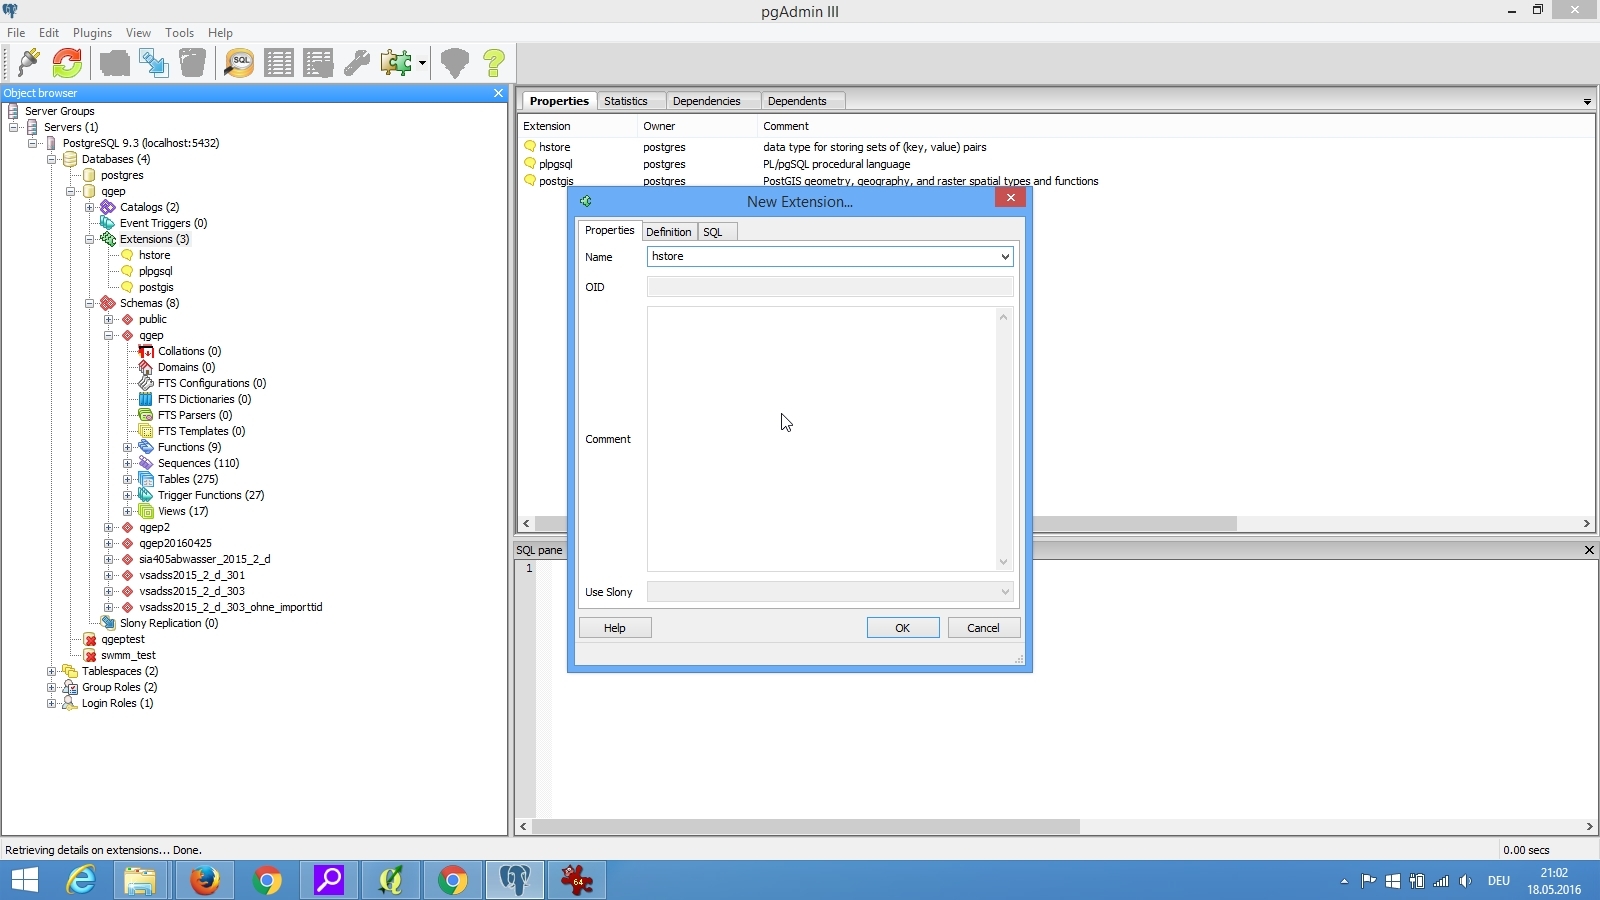 pgAdmin III
File Edit Plugins View Tools Help
SQL
Object browser
Server Groups
Servers (1)
PostgreSQL 9.3 (localhost:5432)
Databases (4)
postgres
qgep
Catalogs (2)
Event Triggers (0)
Extensions (3)
hstore
plpgsql
postgis
Schemas (8)
public
qgep
Collations (0)
Domains (0)
FTS Configurations (0)
FTS Dictionaries (0)
FTS Parsers (0)
FTS Templates (0)
Functions (9)
Sequences (110)
Tables (275)
Trigger Functions (27)
Views (17)
qgep2
qgep20160425
sia405abwasser_2015_2_d
vsadss2015_2_d_301
vsadss2015_2_d_303
vsadss2015_2_d_303_ohne_importtid
Slony Replication (0)
qgeptest
swmm_test
Tablespaces (2)
Group Roles (2)
Login Roles (1)
Properties Statistics Dependencies Dependents
Extension Owner Comment
hstore postgres data type for storing sets of (key, value) pairs
plpgsql postgres PL/pgSQL procedural language
postgis postgres PostGIS geometry, geography, and raster spatial types and functions
New Extension...
Properties Definition SQL
Name hstore
OID
Comment
Use Slony
Help OK Cancel
SQL pane
1
Retrieving details on extensions... Done.
0.00 secs
64
DEU
21:02
18.05.2016